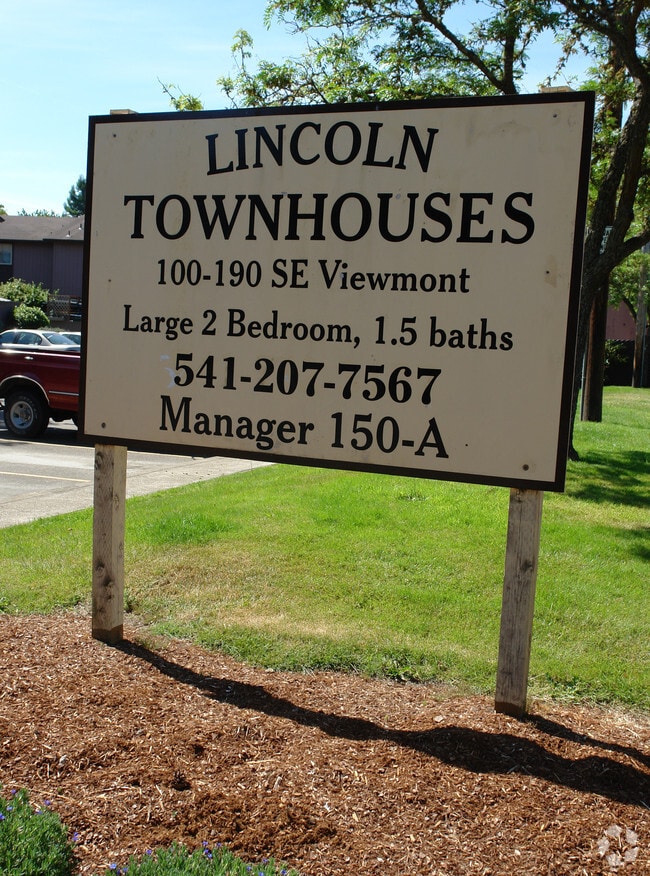 LINCOLN
TOWNHOUSES
100-190 SE Viewmont
Large 2 Bedroom, 1.5 baths
541-207-7567
Manager 150-A